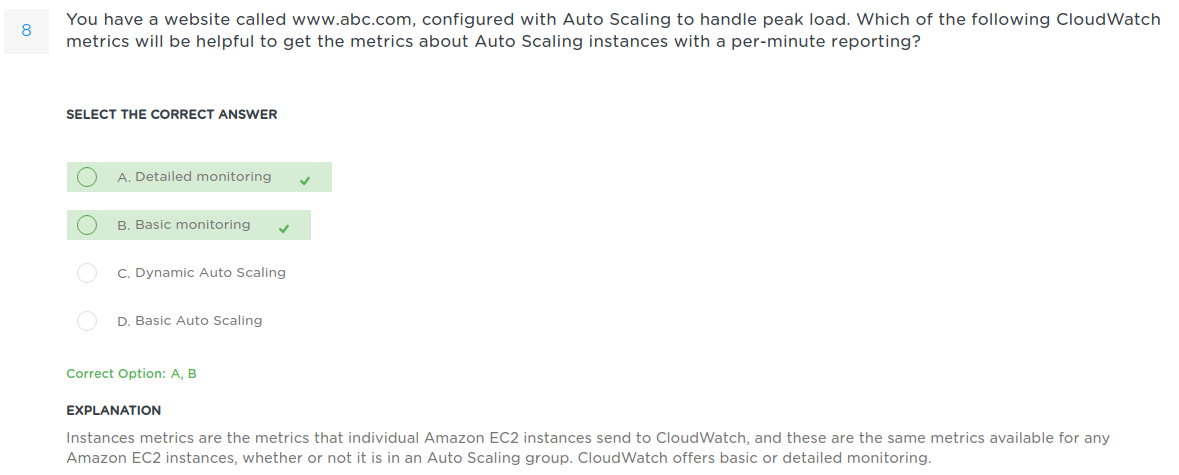 8
You have a website called www.abc.com, configured with Auto Scaling to handle peak load. Which of the following CloudWatch
metrics will be helpful to get the metrics about Auto Scaling instances with a per-minute reporting?
SELECT THE CORRECT ANSWER
A. Detailed monitoring
B. Basic monitoring
C. Dynamic Auto Scaling
D. Basic Auto Scaling
Correct Option: A, B
EXPLANATION
Instances metrics are the metrics that individual Amazon EC2 instances send to CloudWatch, and these are the same metrics available for any
Amazon EC2 instances, whether or not it is in an Auto Scaling group. CloudWatch offers basic or detailed monitoring.